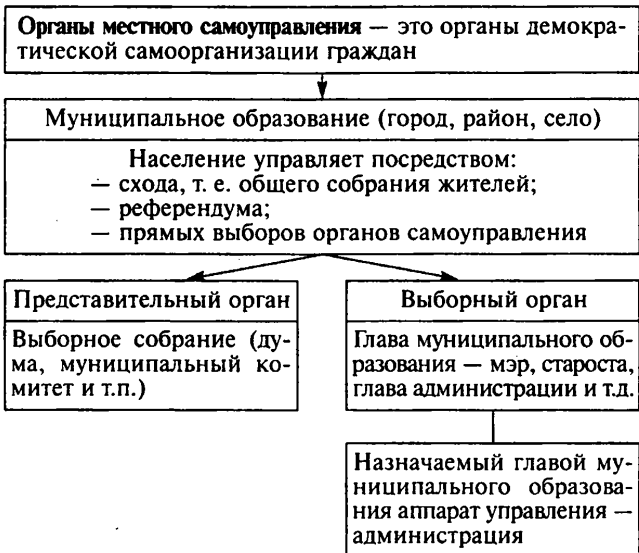 Органы местного самоуправления — это органы демокра-
тической самоорганизации граждан
Муниципальное образование (город, район, село)
Население управляет посредством:
— схода, т. е. общего собрания жителей;
— референдума;
— прямых выборов органов самоуправления
Представительный орган
Выборное собрание (ду-
ма, муниципальный ко-
митет и т.п.)
Выборный орган
Глава муниципального об-
разования — мэр, староста,
глава администрации и т.д.
Назначаемый главой му-
ниципального образова-
ния аппарат управления —
администрация